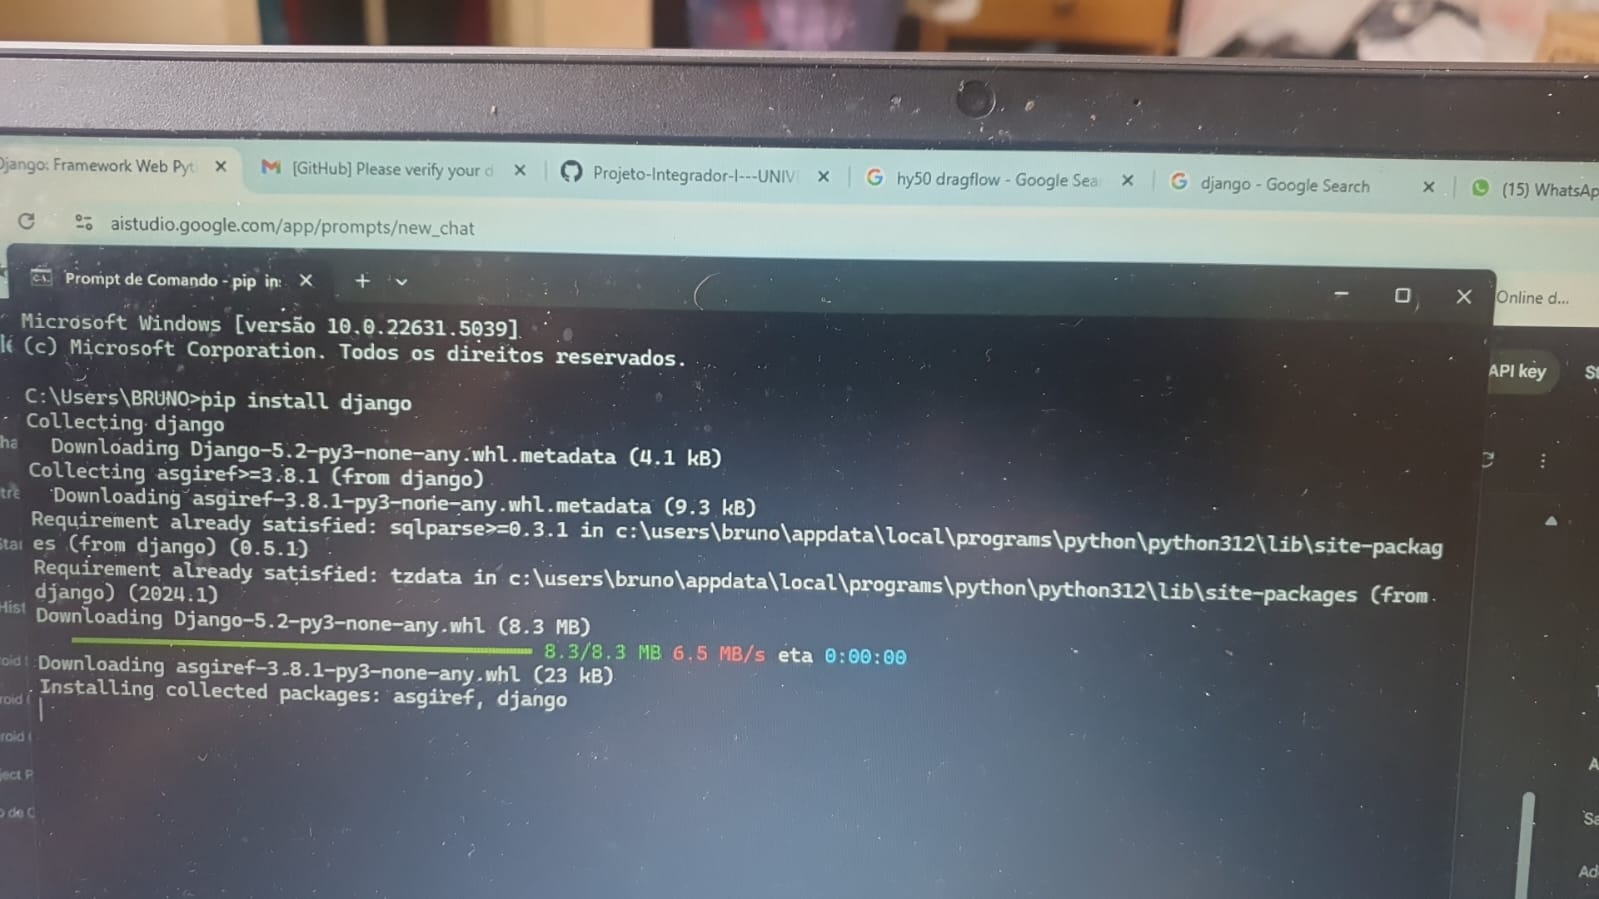 Django: Framework Web Pyt
[GitHub] Please verify your d
Projeto-Integrador-I---UNIV
hy50 dragflow - Google Sea
django - Google Search
(15) WhatsAp
aistudio.google.com/app/prompts/new_chat
Prompt de Comando - pip in:
Online d...
Microsoft Windows [versão 10.0.22631.5039]
(c) Microsoft Corporation. Todos os direitos reservados.
API key
C:\Users\BRUNO>pip install django
Collecting django
Downloading Django-5.2-py3-none-any.whl.metadata (4.1 kB)
Collecting asgiref>=3.8.1 (from django)
Downloading asgiref-3.8.1-py3-none-any.whl.metadata (9.3 kB)
Requirement already satisfied: sqlparse>=0.3.1 in c:\users\bruno\appdata\local\programs\python\python312\lib\site-packag
es (from django) (0.5.1)
Requirement already satisfied: tzdata in c:\users\bruno\appdata\local\programs\python\python312\lib\site-packages (from
django) (2024.1)
Downloading Django-5.2-py3-none-any.whl (8.3 MB)
8.3/8.3 MB 6.5 MB/s eta 0:00:00
Downloading asgiref-3.8.1-py3-none-any.whl (23 kB)
Installing collected packages: asgiref, django